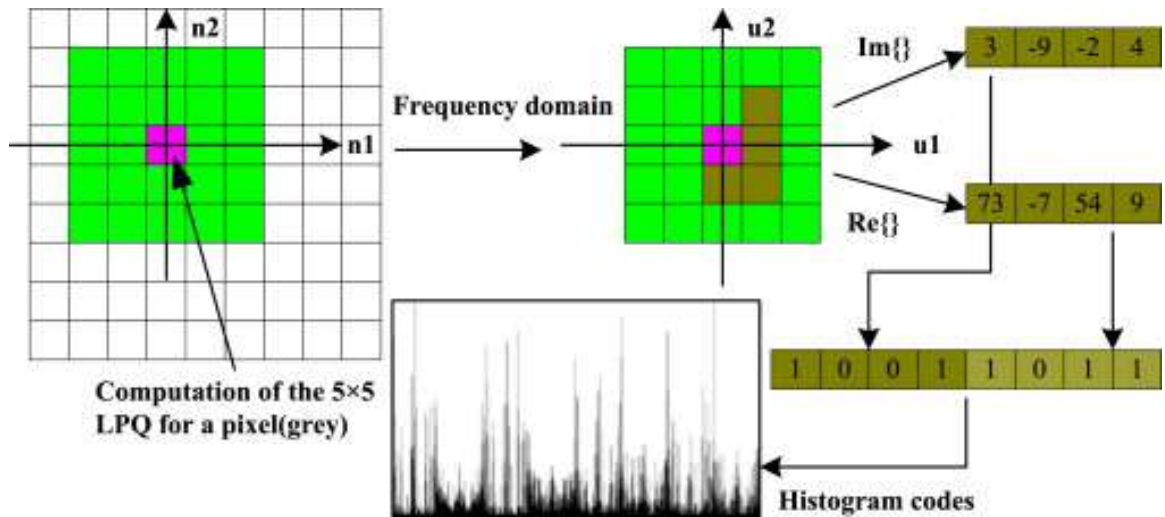 n2
n1
Frequency domain
u2
u1
Im{}
3 -9 -2 4
73 -7 54 9
Re{}
1 0 0 1 1 0 1 1
Computation of the 5×5
LPQ for a pixel(grey)
Histogram codes